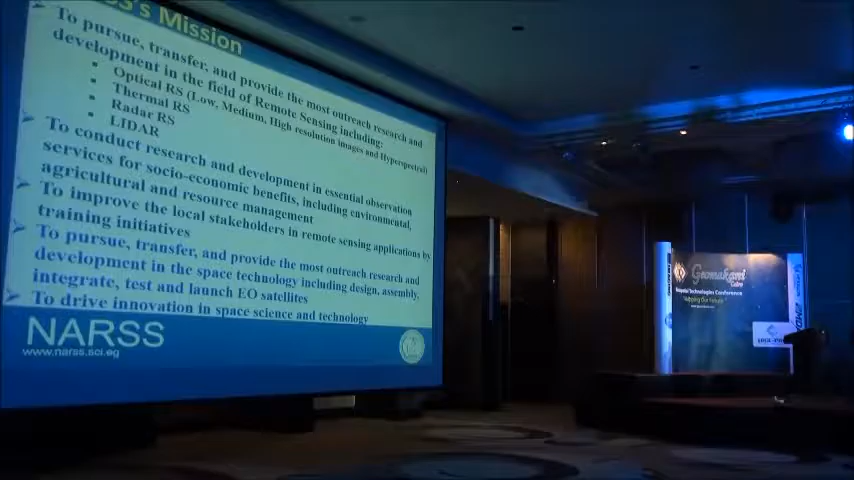 S's Mission
To pursue, transfer, and provide the most outreach research and
development in the field of Remote Sensing including:
Optical RS (Low, Medium, High resolution images and Hyperspectral)
Thermal RS
Radar RS
LIDAR
To conduct research and development in essential observation
services for socio-economic benefits, including environmental,
agricultural and resource management
To improve the local stakeholders in remote sensing applications by
training initiatives
To pursue, transfer, and provide the most outreach research and
development in the space technology including design, assembly,
integrate, test and launch EO satellites
To drive innovation in space science and technology
NARSS
www.narss.sci.eg
Geomakani
Cairo
Technologies Conference